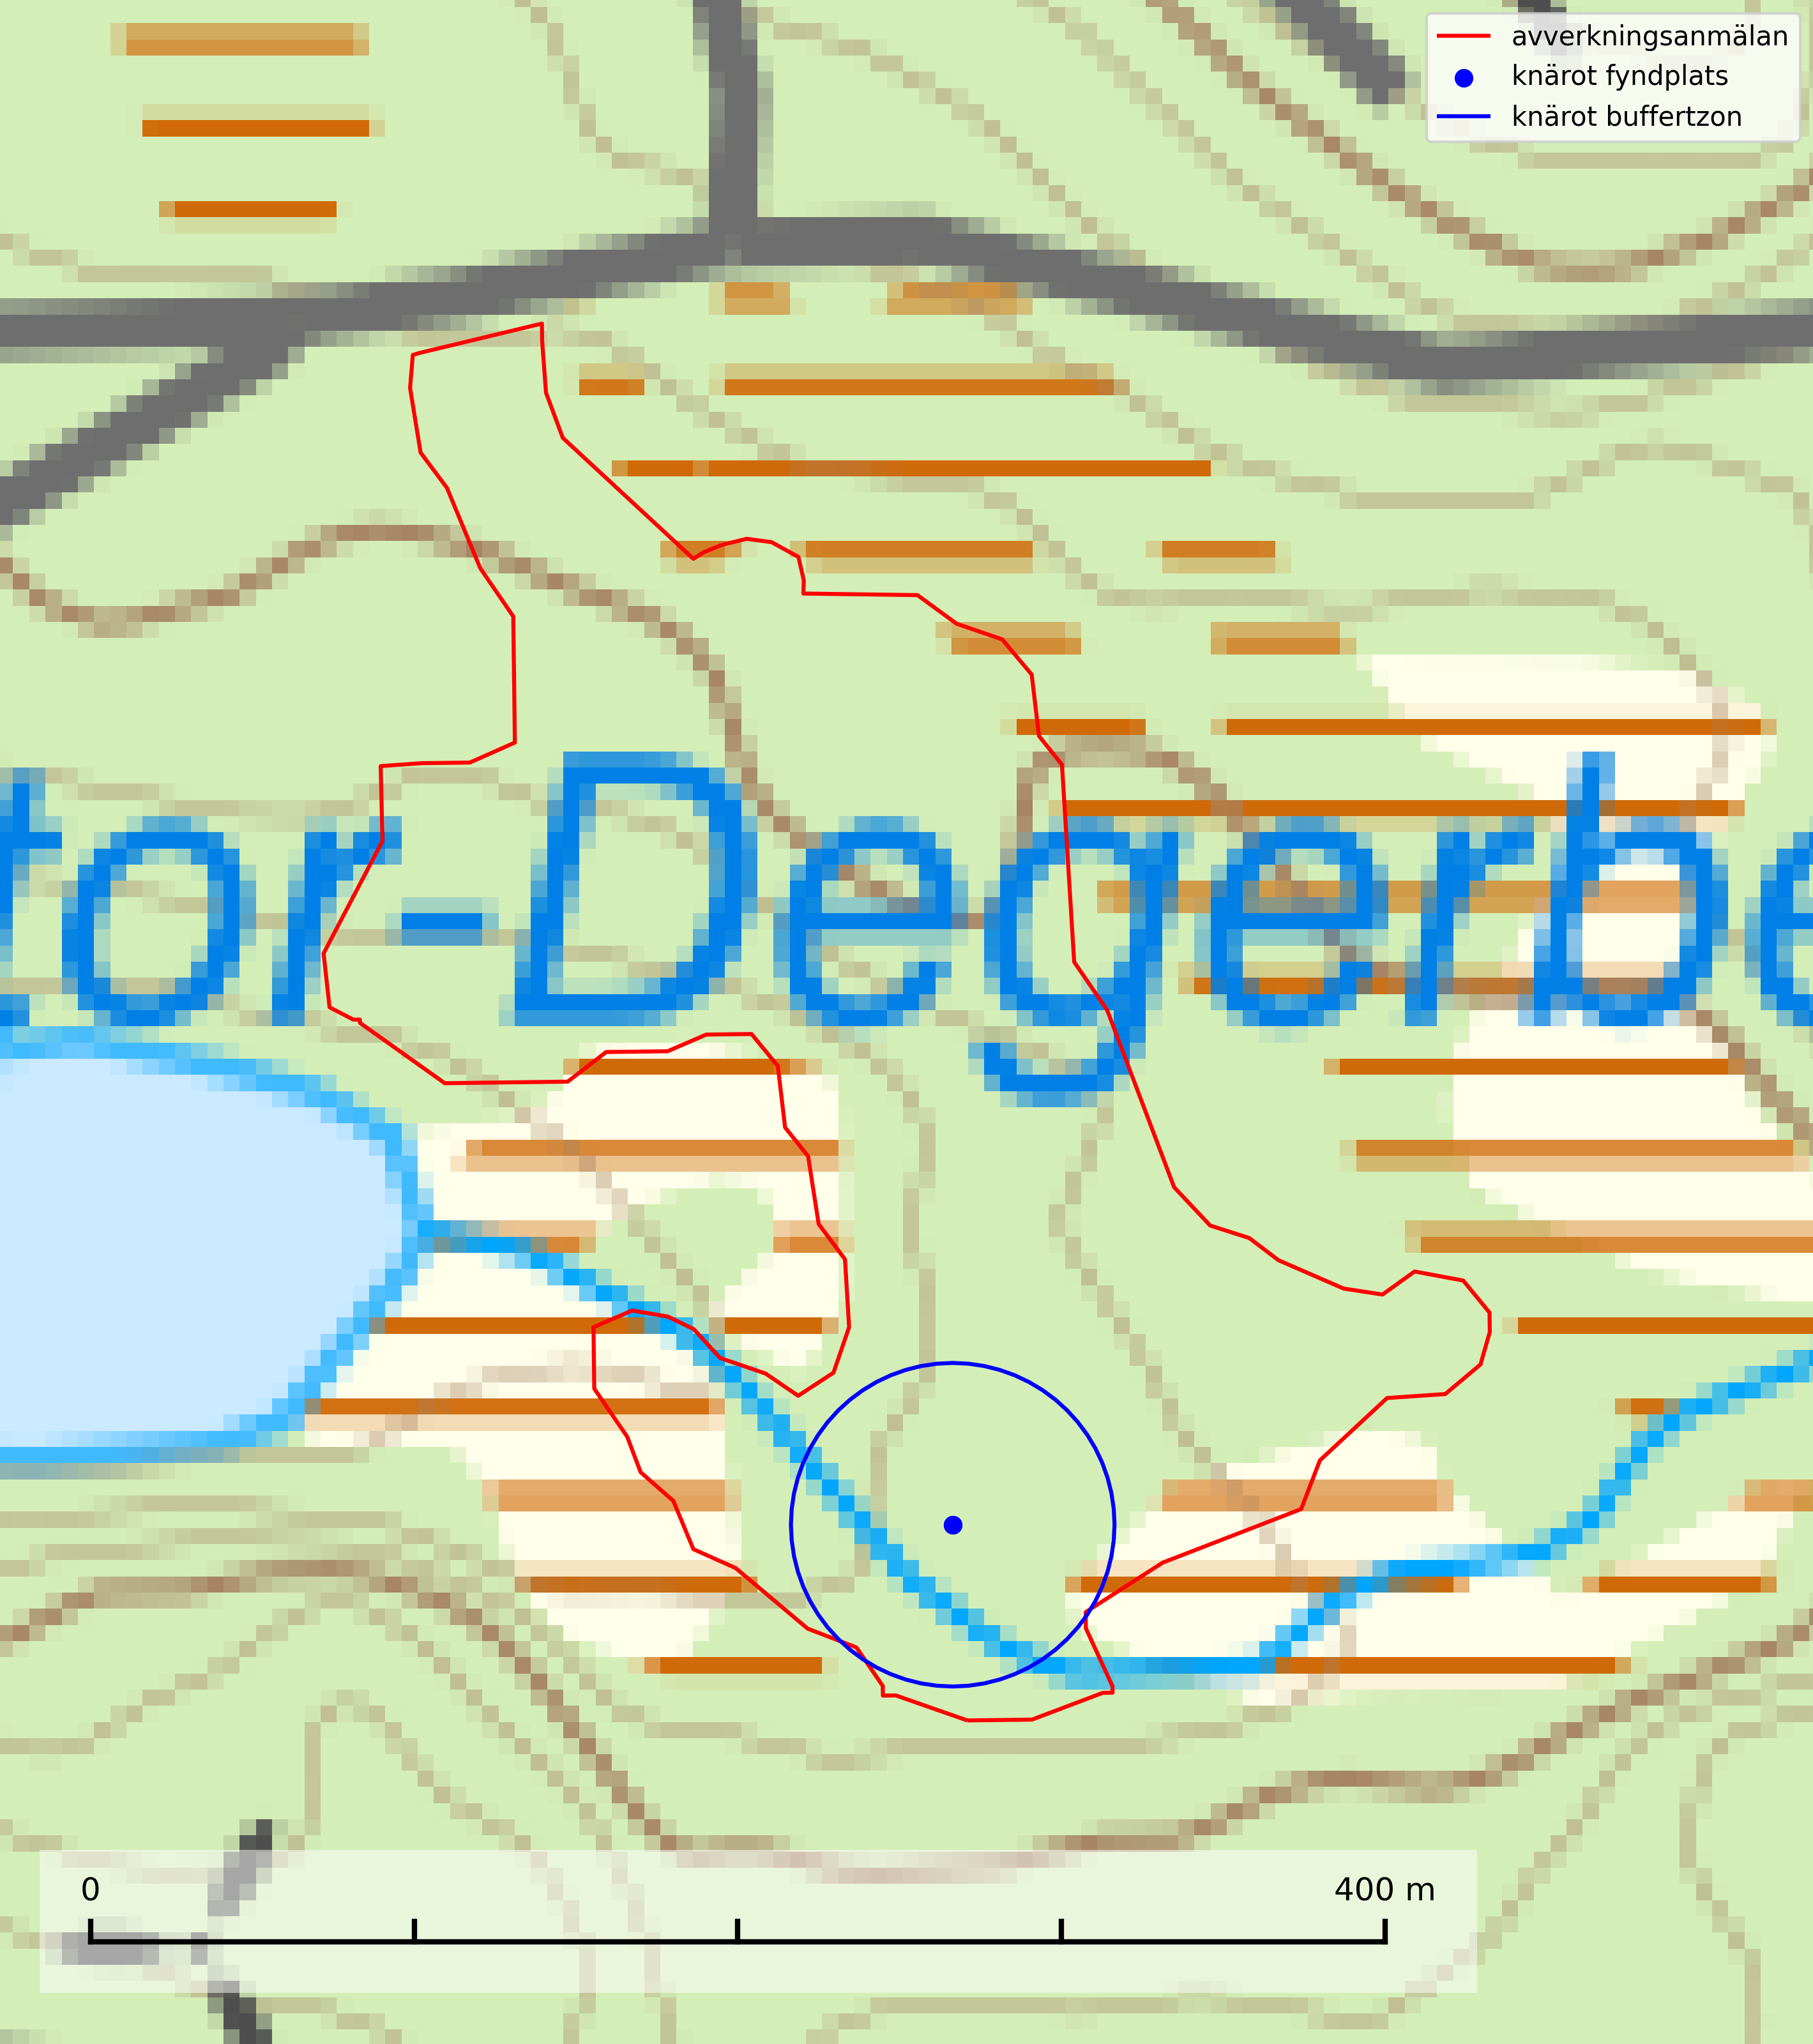 avverkningsanmälan
knärot fyndplats
knärot buffertzon
tor-Degerbe
0 400 m